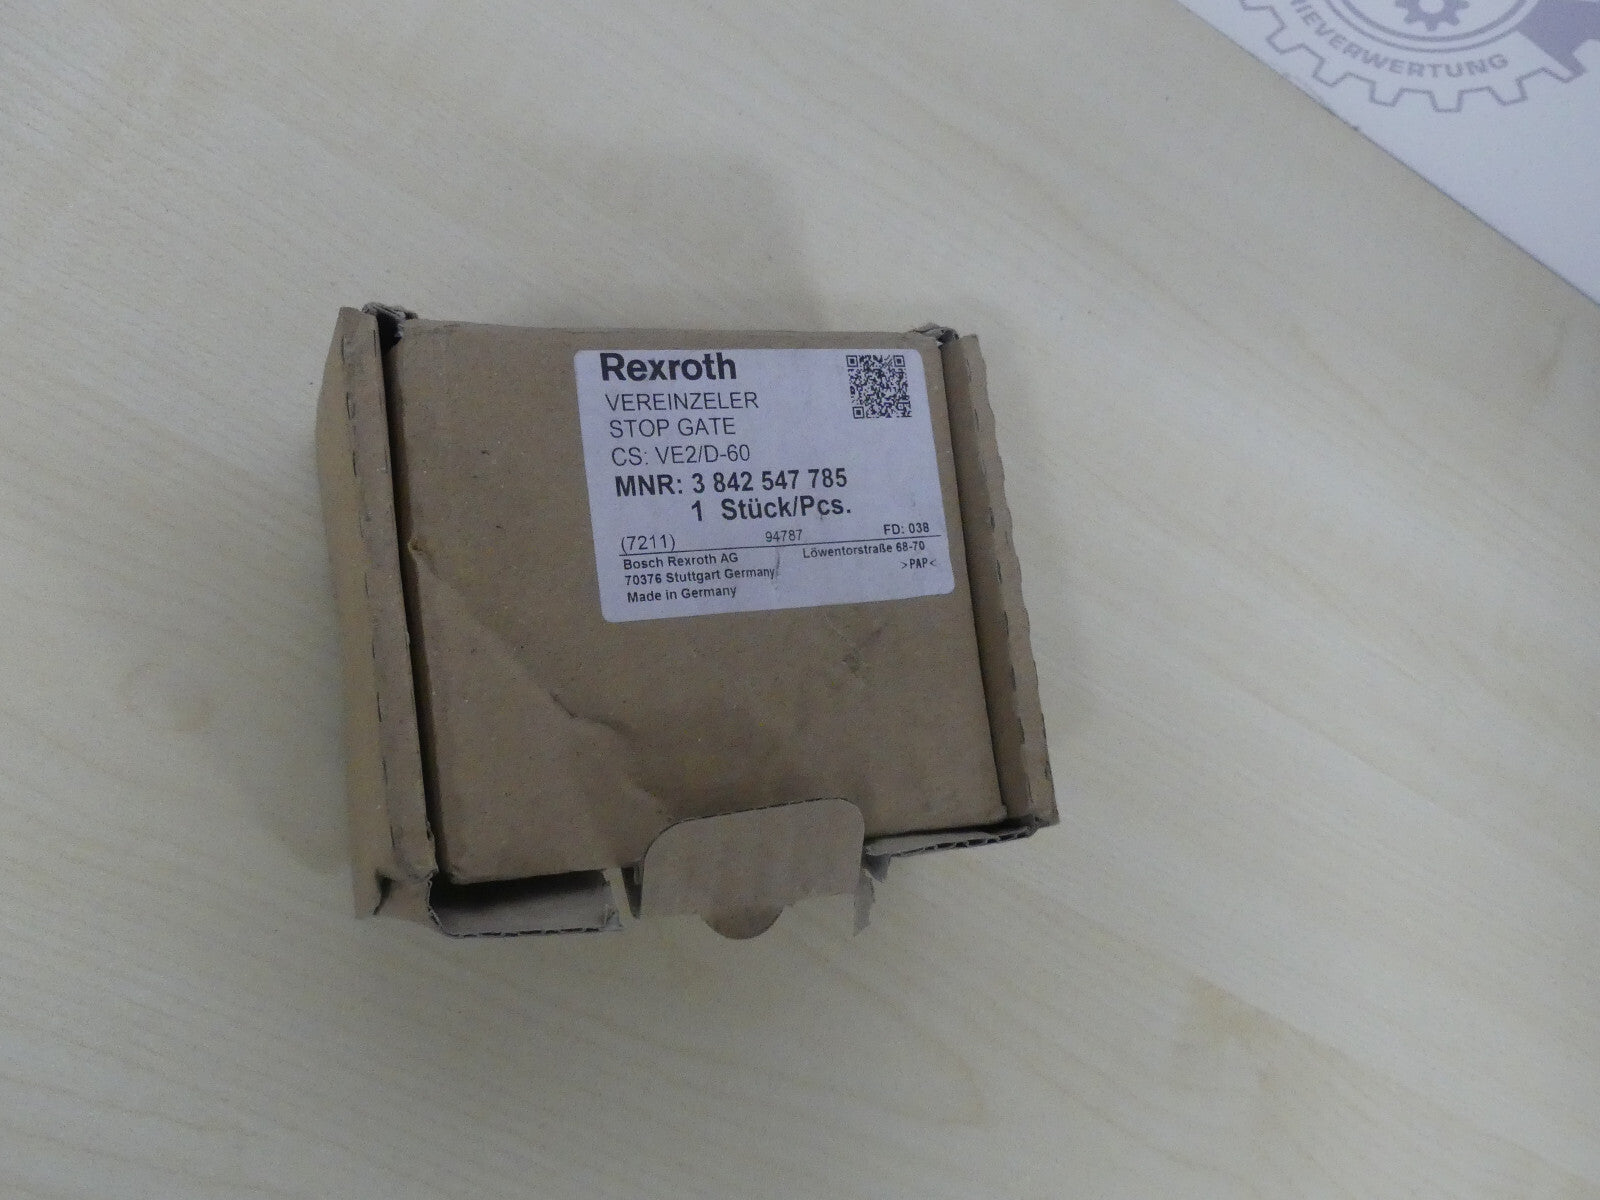 NIEVERWERTUNG
Rexroth
VEREINZELER
STOP GATE
CS: VE2/D-60
MNR: 3 842 547 785
1 Stück/Pcs.
(7211) 94787 FD: 038
Bosch Rexroth AG Löwentorstraße 68-70
70376 Stuttgart Germany >PAP<
Made in Germany